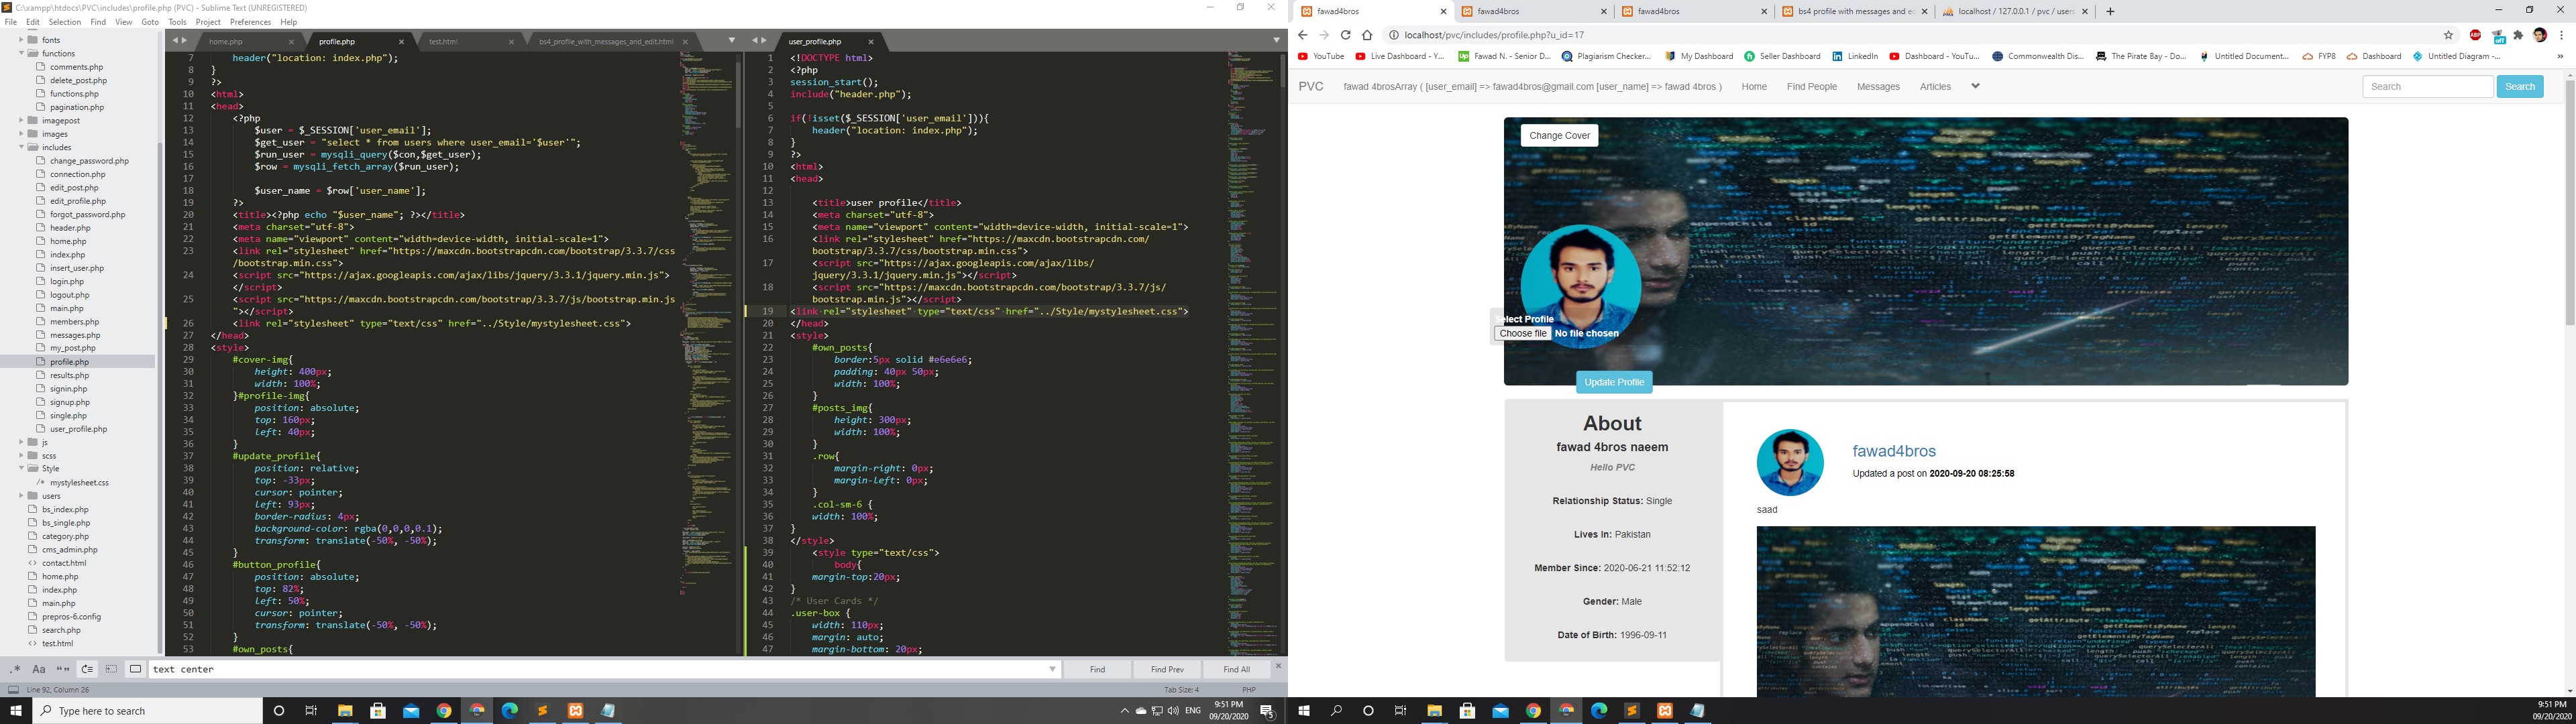 C:\xampp\htdocs\PVC\includes\profile.php (PVC) - Sublime Text (UNREGISTERED)
File Edit Selection Find View Goto Tools Project Preferences Help
fonts
functions
comments.php
delete_post.php
functions.php
pagination.php
imagepost
images
includes
change_password.php
connection.php
edit_post.php
edit_profile.php
forgot_password.php
header.php
home.php
index.php
insert_user.php
login.php
logout.php
main.php
members.php
messages.php
my_post.php
profile.php
results.php
signin.php
signup.php
single.php
user_profile.php
js
scss
Style
/* mystylesheet.css
users
bs_index.php
bs_single.php
category.php
cms_admin.php
<> contact.html
home.php
index.php
main.php
prepros-6.config
search.php
<> test.html
home.php
profile.php
test.html
bs4_profile_with_messages_and_edit.html
7 header("location: index.php");
8 }
9 ?>
10 <html>
11 <head>
12 <?php
13 $user = $_SESSION['user_email'];
14 $get_user = "select * from users where user_email='$user'";
15 $run_user = mysqli_query($con,$get_user);
16 $row = mysqli_fetch_array($run_user);
17
18 $user_name = $row['user_name'];
19 ?>
20 <title><?php echo "$user_name"; ?></title>
21 <meta charset="utf-8">
22 <meta name="viewport" content="width=device-width, initial-scale=1">
23 <link rel="stylesheet" href="https://maxcdn.bootstrapcdn.com/bootstrap/3.3.7/css
/bootstrap.min.css">
24 <script src="https://ajax.googleapis.com/ajax/libs/jquery/3.3.1/jquery.min.js">
</script>
25 <script src="https://maxcdn.bootstrapcdn.com/bootstrap/3.3.7/js/bootstrap.min.js
"></script>
26 <link rel="stylesheet" type="text/css" href="../Style/mystylesheet.css">
27 </head>
28 <style>
29 #cover-img{
30 height: 400px;
31 width: 100%;
32 }#profile-img{
33 position: absolute;
34 top: 160px;
35 left: 40px;
36 }
37 #update_profile{
38 position: relative;
39 top: -33px;
40 cursor: pointer;
41 left: 93px;
42 border-radius: 4px;
43 background-color: rgba(0,0,0,0.1);
44 transform: translate(-50%, -50%);
45 }
46 #button_profile{
47 position: absolute;
48 top: 82%;
49 left: 50%;
50 cursor: pointer;
51 transform: translate(-50%, -50%);
52 }
53 #own_posts{
user_profile.php
1 <!DOCTYPE html>
2 <?php
3 session_start();
4 include("header.php");
5
6 if(!isset($_SESSION['user_email'])){
7 header("location: index.php");
8 }
9 ?>
10 <html>
11 <head>
12
13 <title>user profile</title>
14 <meta charset="utf-8">
15 <meta name="viewport" content="width=device-width, initial-scale=1">
16 <link rel="stylesheet" href="https://maxcdn.bootstrapcdn.com/
bootstrap/3.3.7/css/bootstrap.min.css">
17 <script src="https://ajax.googleapis.com/ajax/libs/
jquery/3.3.1/jquery.min.js"></script>
18 <script src="https://maxcdn.bootstrapcdn.com/bootstrap/3.3.7/js/
bootstrap.min.js"></script>
19 <link rel="stylesheet" type="text/css" href="../Style/mystylesheet.css">
20 </head>
21 <style>
22 #own_posts{
23 border:5px solid #e6e6e6;
24 padding: 40px 50px;
25 width: 100%;
26 }
27 #posts_img{
28 height: 300px;
29 width: 100%;
30 }
31 .row{
32 margin-right: 0px;
33 margin-left: 0px;
34 }
35 .col-sm-6 {
36 width: 100%;
37 }
38 </style>
39 <style type="text/css">
40 body{
41 margin-top:20px;
42 }
43 /* User Cards */
44 .user-box {
45 width: 110px;
46 margin: auto;
47 margin-bottom: 20px;
.* Aa “” text center Find Find Prev Find All
Line 92, Column 26 Tab Size: 4 PHP
Type here to search
ENG 9:51 PM 09/20/2020
fawad4bros
fawad4bros
fawad4bros
bs4 profile with messages and e
localhost / 127.0.0.1 / pvc / user
localhost/pvc/includes/profile.php?u_id=17
YouTube Live Dashboard - Y... Fawad N. - Senior D... Plagiarism Checker... My Dashboard Seller Dashboard LinkedIn Dashboard - YouTu... Commonwealth Dis... The Pirate Bay - Do... Untitled Document... FYP8 Dashboard Untitled Diagram -... »
PVC fawad 4brosArray ( [user_email] => fawad4bros@gmail.com [user_name] => fawad 4bros ) Home Find People Messages Articles Search Search
Change Cover
Select Profile
Choose file No file chosen
Update Profile
About
fawad 4bros naeem
Hello PVC
Relationship Status: Single
Lives In: Pakistan
Member Since: 2020-06-21 11:52:12
Gender: Male
Date of Birth: 1996-09-11
fawad4bros
Updated a post on 2020-09-20 08:25:58
saad
9:51 PM
09/20/2020